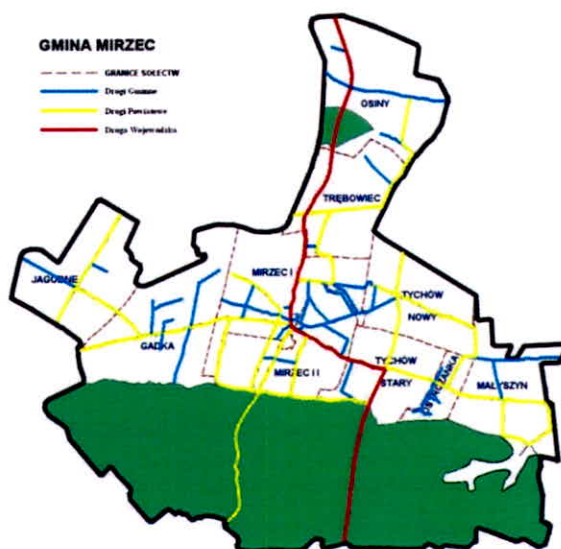 GMINA MIRZEC
GRANICE SOŁECTW
Drogi Gminne
Drogi Powiatowe
Droga Wojewódzka
OSINY
TRĘBOWIEC
JAGODNE
MIRZEC I
TYCHÓW
NOWY
GADKA
MIRZEC II
TYCHÓW
STARY
OSTROŻANKA
MAŁYSZYN